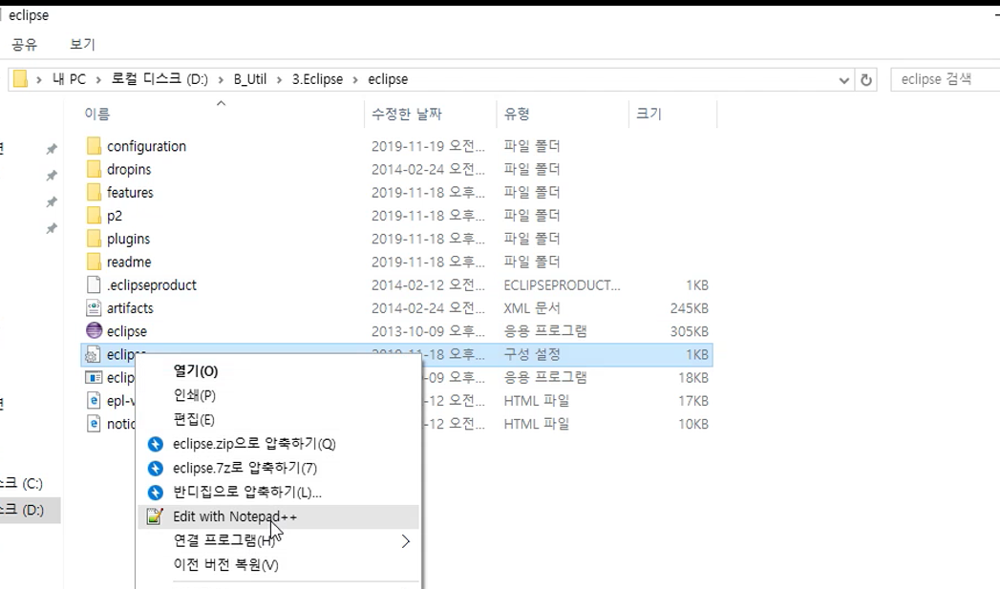 eclipse
공유 보기
내 PC 로컬 디스크 (D:) B_Util 3.Eclipse eclipse eclipse 검색
이름 수정한 날짜 유형 크기
configuration 2019-11-19 오전... 파일 폴더
dropins 2014-02-24 오전... 파일 폴더
features 2019-11-18 오후... 파일 폴더
p2 2019-11-18 오후... 파일 폴더
plugins 2019-11-18 오후... 파일 폴더
readme 2019-11-18 오후... 파일 폴더
.eclipseproduct 2014-02-12 오전... ECLIPSEPRODUCT... 1KB
artifacts 2014-02-24 오전... XML 문서 245KB
eclipse 2013-10-09 오후... 응용 프로그램 305KB
eclipse 2019-11-18 오후... 구성 설정 1KB
eclip -09 오후... 응용 프로그램 18KB
epl-v -12 오전... HTML 파일 17KB
notic -12 오전... HTML 파일 10KB
열기(O)
인쇄(P)
편집(E)
eclipse.zip으로 압축하기(Q)
eclipse.7z로 압축하기(7)
반디집으로 압축하기(L)...
Edit with Notepad++
연결 프로그램(H)
이전 버전 복원(V)
스크 (C:)
스크 (D:)